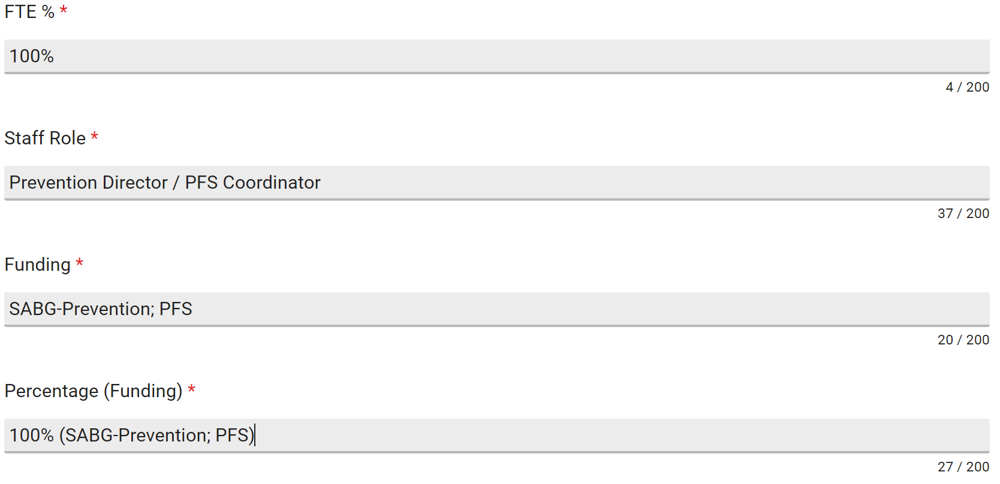 FTE % *
100%
4 / 200
Staff Role *
Prevention Director / PFS Coordinator
37 / 200
Funding *
SABG-Prevention; PFS
20 / 200
Percentage (Funding) *
100% (SABG-Prevention; PFS)
27 / 200